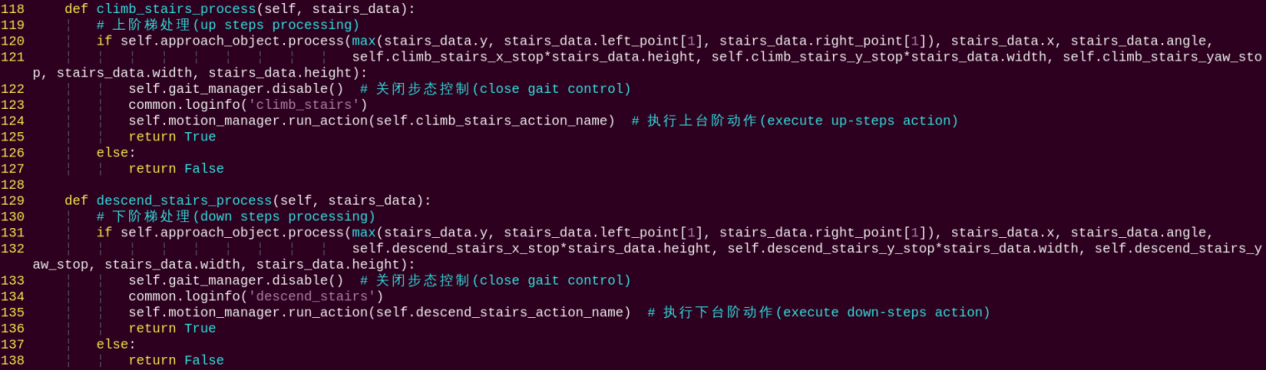 118     def climb_stairs_process(self, stairs_data):
119         # 上阶梯处理(up steps processing)
120         if self.approach_object.process(max(stairs_data.y, stairs_data.left_point[1], stairs_data.right_point[1]), stairs_data.x, stairs_data.angle,
121                                         self.climb_stairs_x_stop*stairs_data.height, self.climb_stairs_y_stop*stairs_data.width, self.climb_stairs_yaw_sto
p, stairs_data.width, stairs_data.height):
122             self.gait_manager.disable()  # 关闭步态控制(close gait control)
123             common.loginfo('climb_stairs')
124             self.motion_manager.run_action(self.climb_stairs_action_name)  # 执行上台阶动作(execute up-steps action)
125             return True
126         else:
127             return False
128
129     def descend_stairs_process(self, stairs_data):
130         # 下阶梯处理(down steps processing)
131         if self.approach_object.process(max(stairs_data.y, stairs_data.left_point[1], stairs_data.right_point[1]), stairs_data.x, stairs_data.angle,
132                                         self.descend_stairs_x_stop*stairs_data.height, self.descend_stairs_y_stop*stairs_data.width, self.descend_stairs_y
aw_stop, stairs_data.width, stairs_data.height):
133             self.gait_manager.disable()  # 关闭步态控制(close gait control)
134             common.loginfo('descend_stairs')
135             self.motion_manager.run_action(self.descend_stairs_action_name)  # 执行下台阶动作(execute down-steps action)
136             return True
137         else:
138             return False